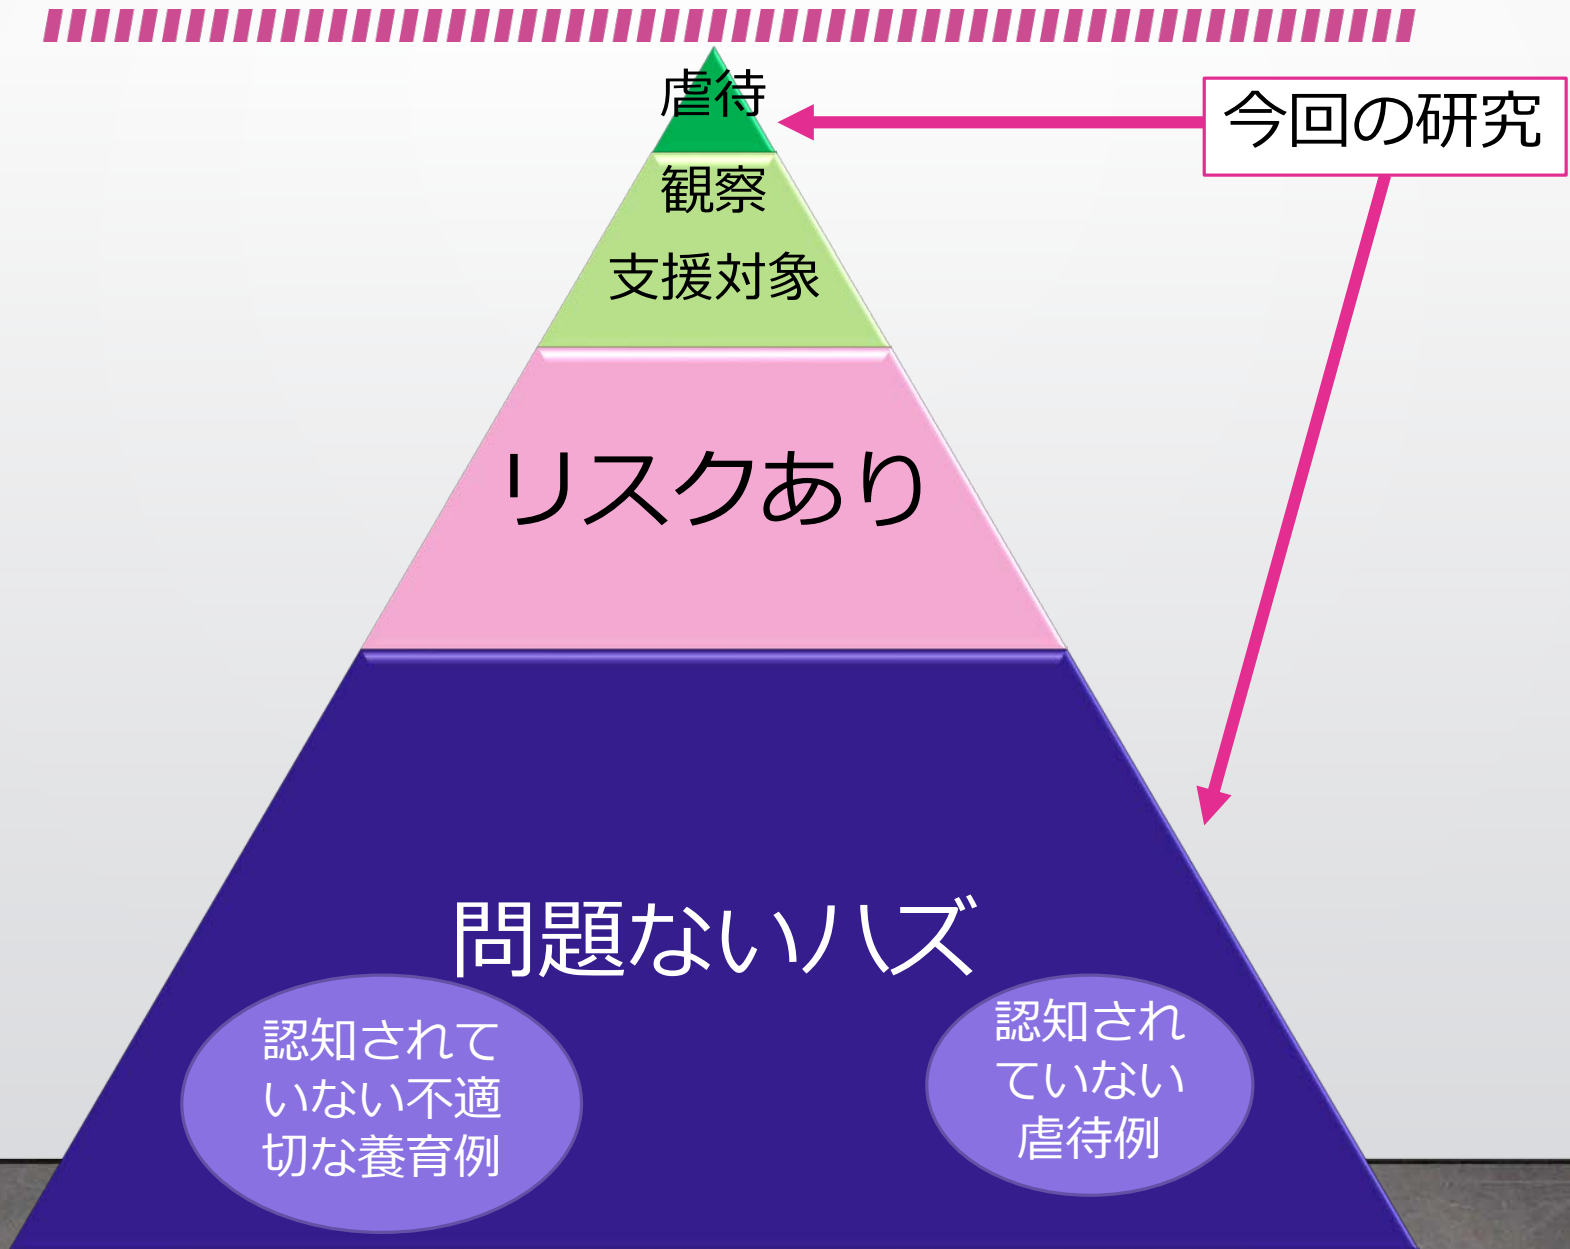 虐待
今回の研究
観察
支援対象
リスクあり
問題ないハズ
認知されて
いない不適
切な養育例
認知され
ていない
虐待例